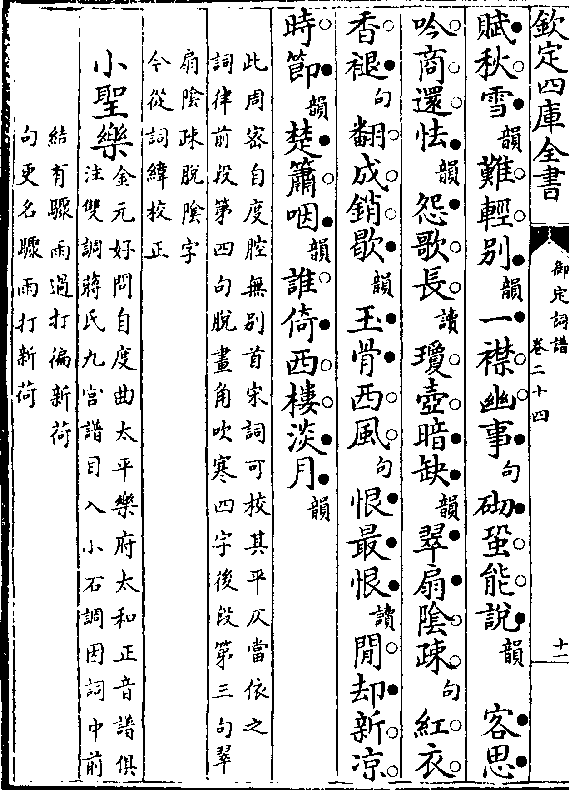 欽定四庫全書
御定詞譜
卷二十四
十一
賦秋雪韻難輕别韻一襟幽事句砌蛩能說韻　客思
吟商還怯韻怨歌長讀瓊壺暗缺韻翠扇陰疎句紅衣
香褪句翻成銷歇韻玉骨西風句恨最恨讀閒却新凉
時節韻楚簫咽韻誰倚西樓淡月韻
此周密自度腔無别首宋詞可校其平仄當依之
詞律前段第四句脱畫角吹寒四字後段第三句翠
扇陰疎脱陰字
今從詞緯校正
小聖樂
金元好問自度曲太平樂府太和正音譜俱
注雙調蔣氏九宮譜目入小石調因詞中前
結有驟雨過打徧新荷
句更名驟雨打新荷